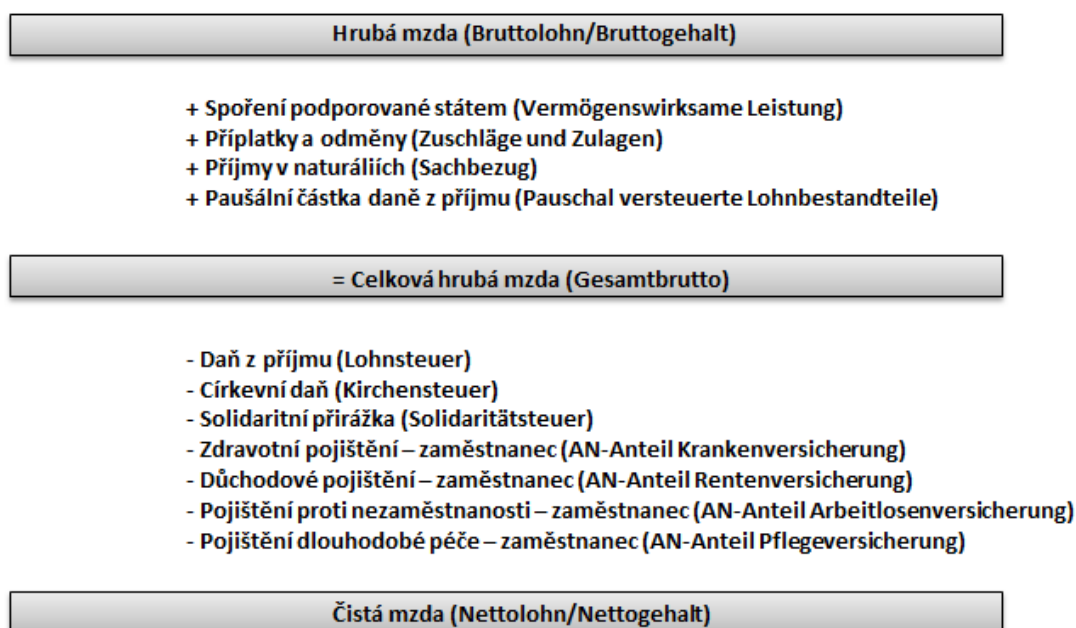 Hrubá mzda (Bruttolohn/Bruttogehalt)
+ Spoření podporované státem (Vermögenswirksame Leistung)
+ Příplatky a odměny (Zuschläge und Zulagen)
+ Příjmy v naturáliích (Sachbezug)
+ Paušální částka daně z příjmu (Pauschal versteuerte Lohnbestandteile)
= Celková hrubá mzda (Gesamtbrutto)
- Daň z příjmu (Lohnsteuer)
- Církevní daň (Kirchensteuer)
- Solidaritní přirážka (Solidaritätsteuer)
- Zdravotní pojištění – zaměstnanec (AN-Anteil Krankenversicherung)
- Důchodové pojištění – zaměstnanec (AN-Anteil Rentenversicherung)
- Pojištění proti nezaměstnanosti – zaměstnanec (AN-Anteil Arbeitlosenversicherung)
- Pojištění dlouhodobé péče – zaměstnanec (AN-Anteil Pflegeversicherung)
Čistá mzda (Nettolohn/Nettogehalt)